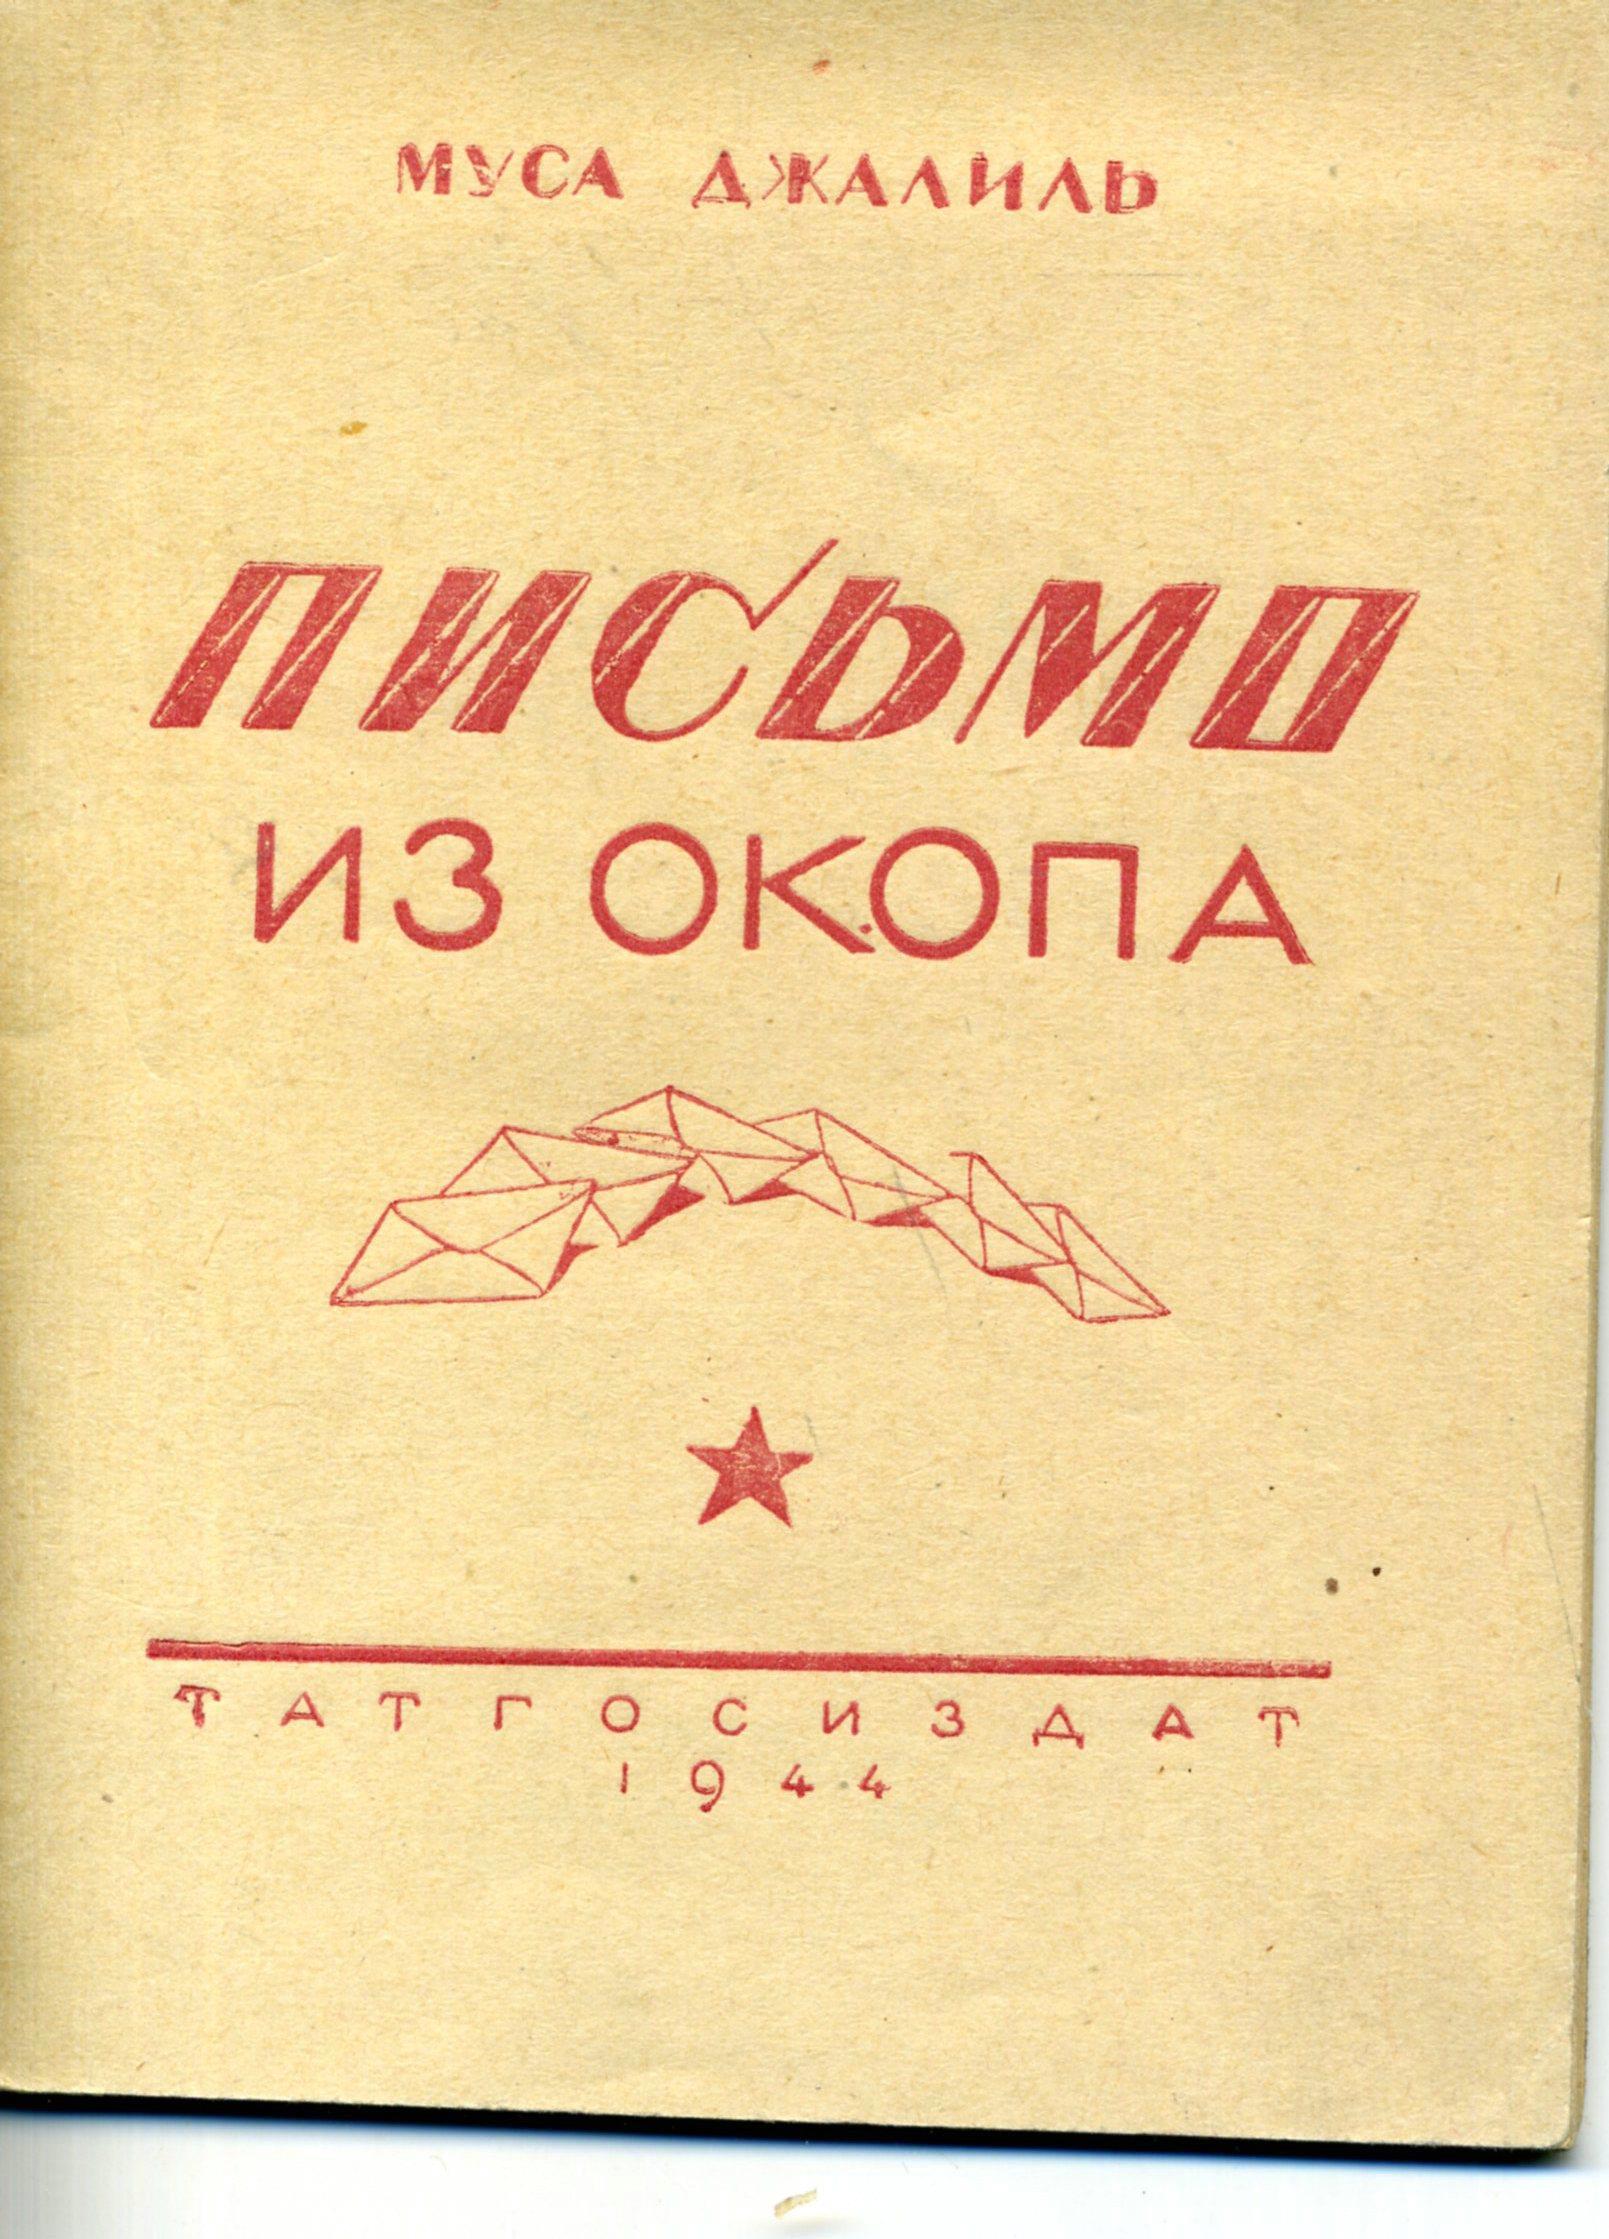 МУСА ДЖАЛИЛЬ
ПИСЬМО
ИЗ ОКОПА
ТАТГОСИЗДАТ
1944